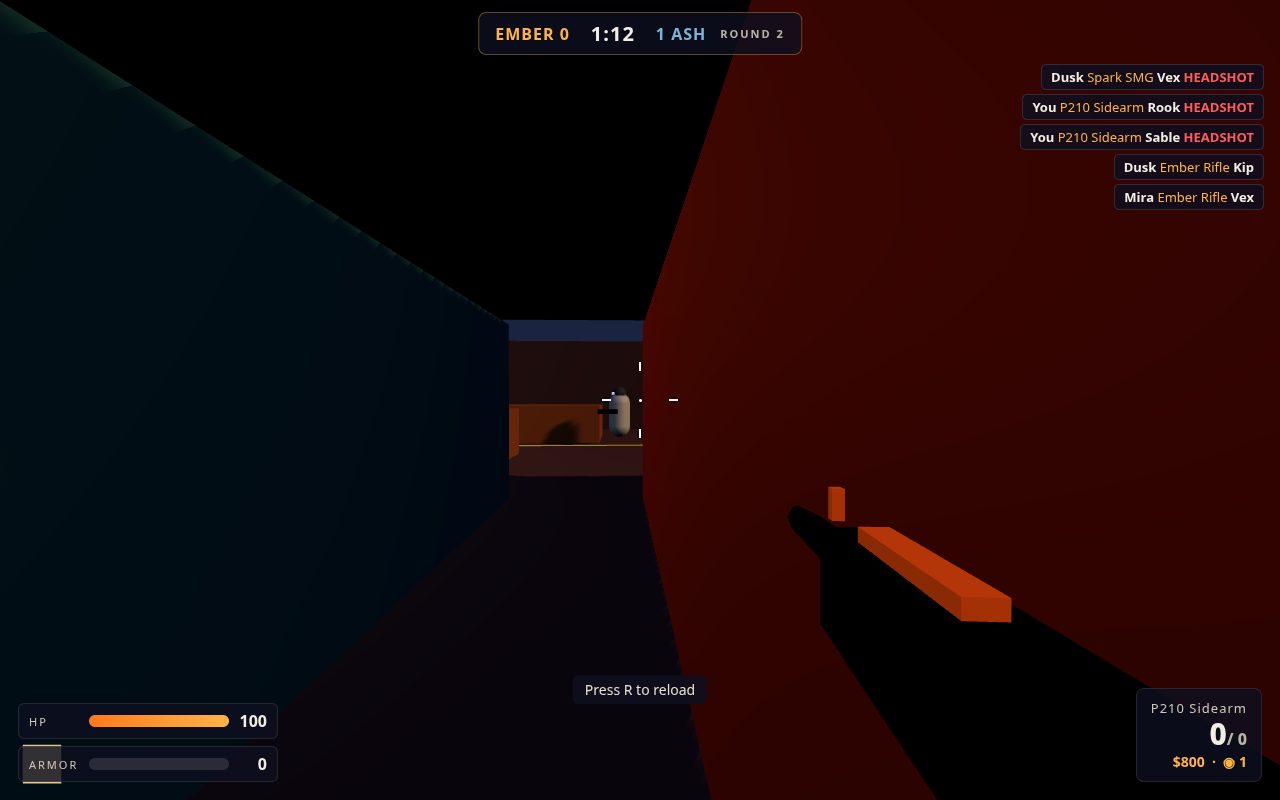 EMBER 0 1:12 1 ASH ROUND 2
Dusk Spark SMG Vex HEADSHOT
You P210 Sidearm Rook HEADSHOT
You P210 Sidearm Sable HEADSHOT
Dusk Ember Rifle Kip
Mira Ember Rifle Vex
Press R to reload
HP 100
ARMOR 0
P210 Sidearm
0/ 0
$800 · ◉ 1